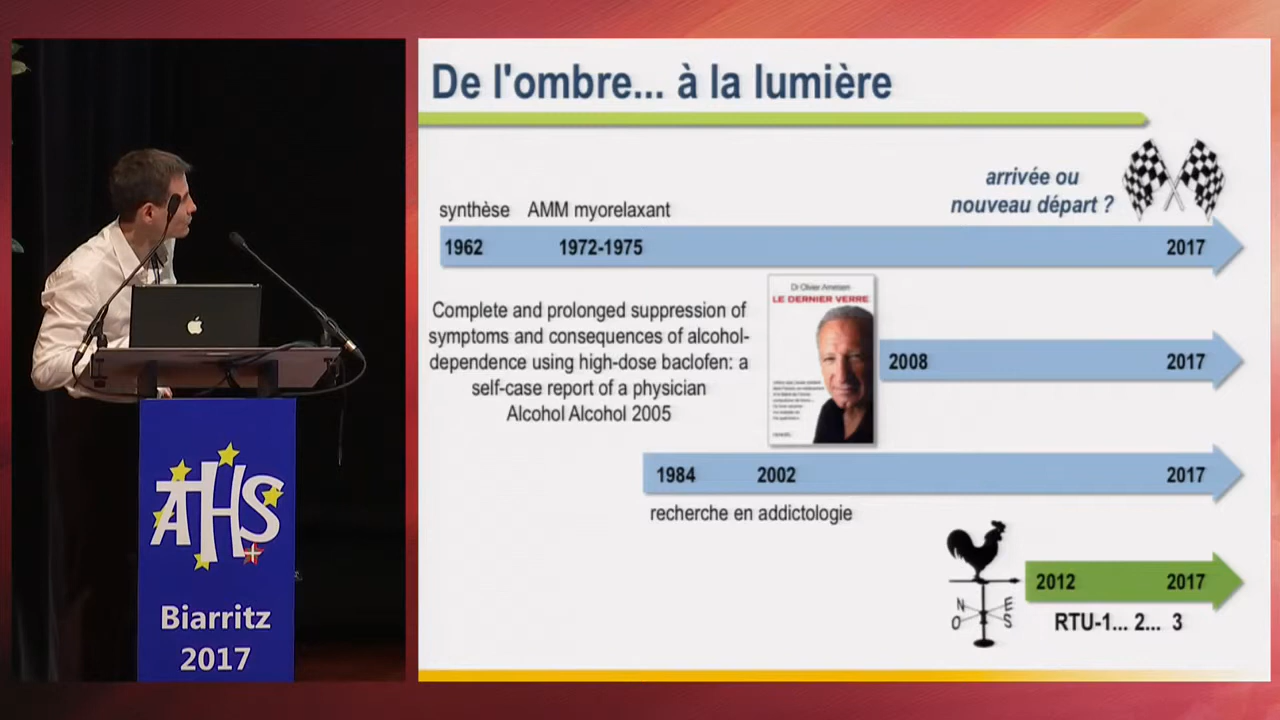 De l'ombre... à la lumière
arrivée ou
nouveau départ ?
synthèse AMM myorelaxant
1962 1972-1975 2017
Complete and prolonged suppression of
symptoms and consequences of alcohol-
dependence using high-dose baclofen: a
self-case report of a physician
Alcohol Alcohol 2005
Dr Olivier Ameisen
LE DERNIER VERRE
2008 2017
1984 2002 2017
recherche en addictologie
N E
O S
2012 2017
RTU-1... 2... 3
AHS
Biarritz
2017